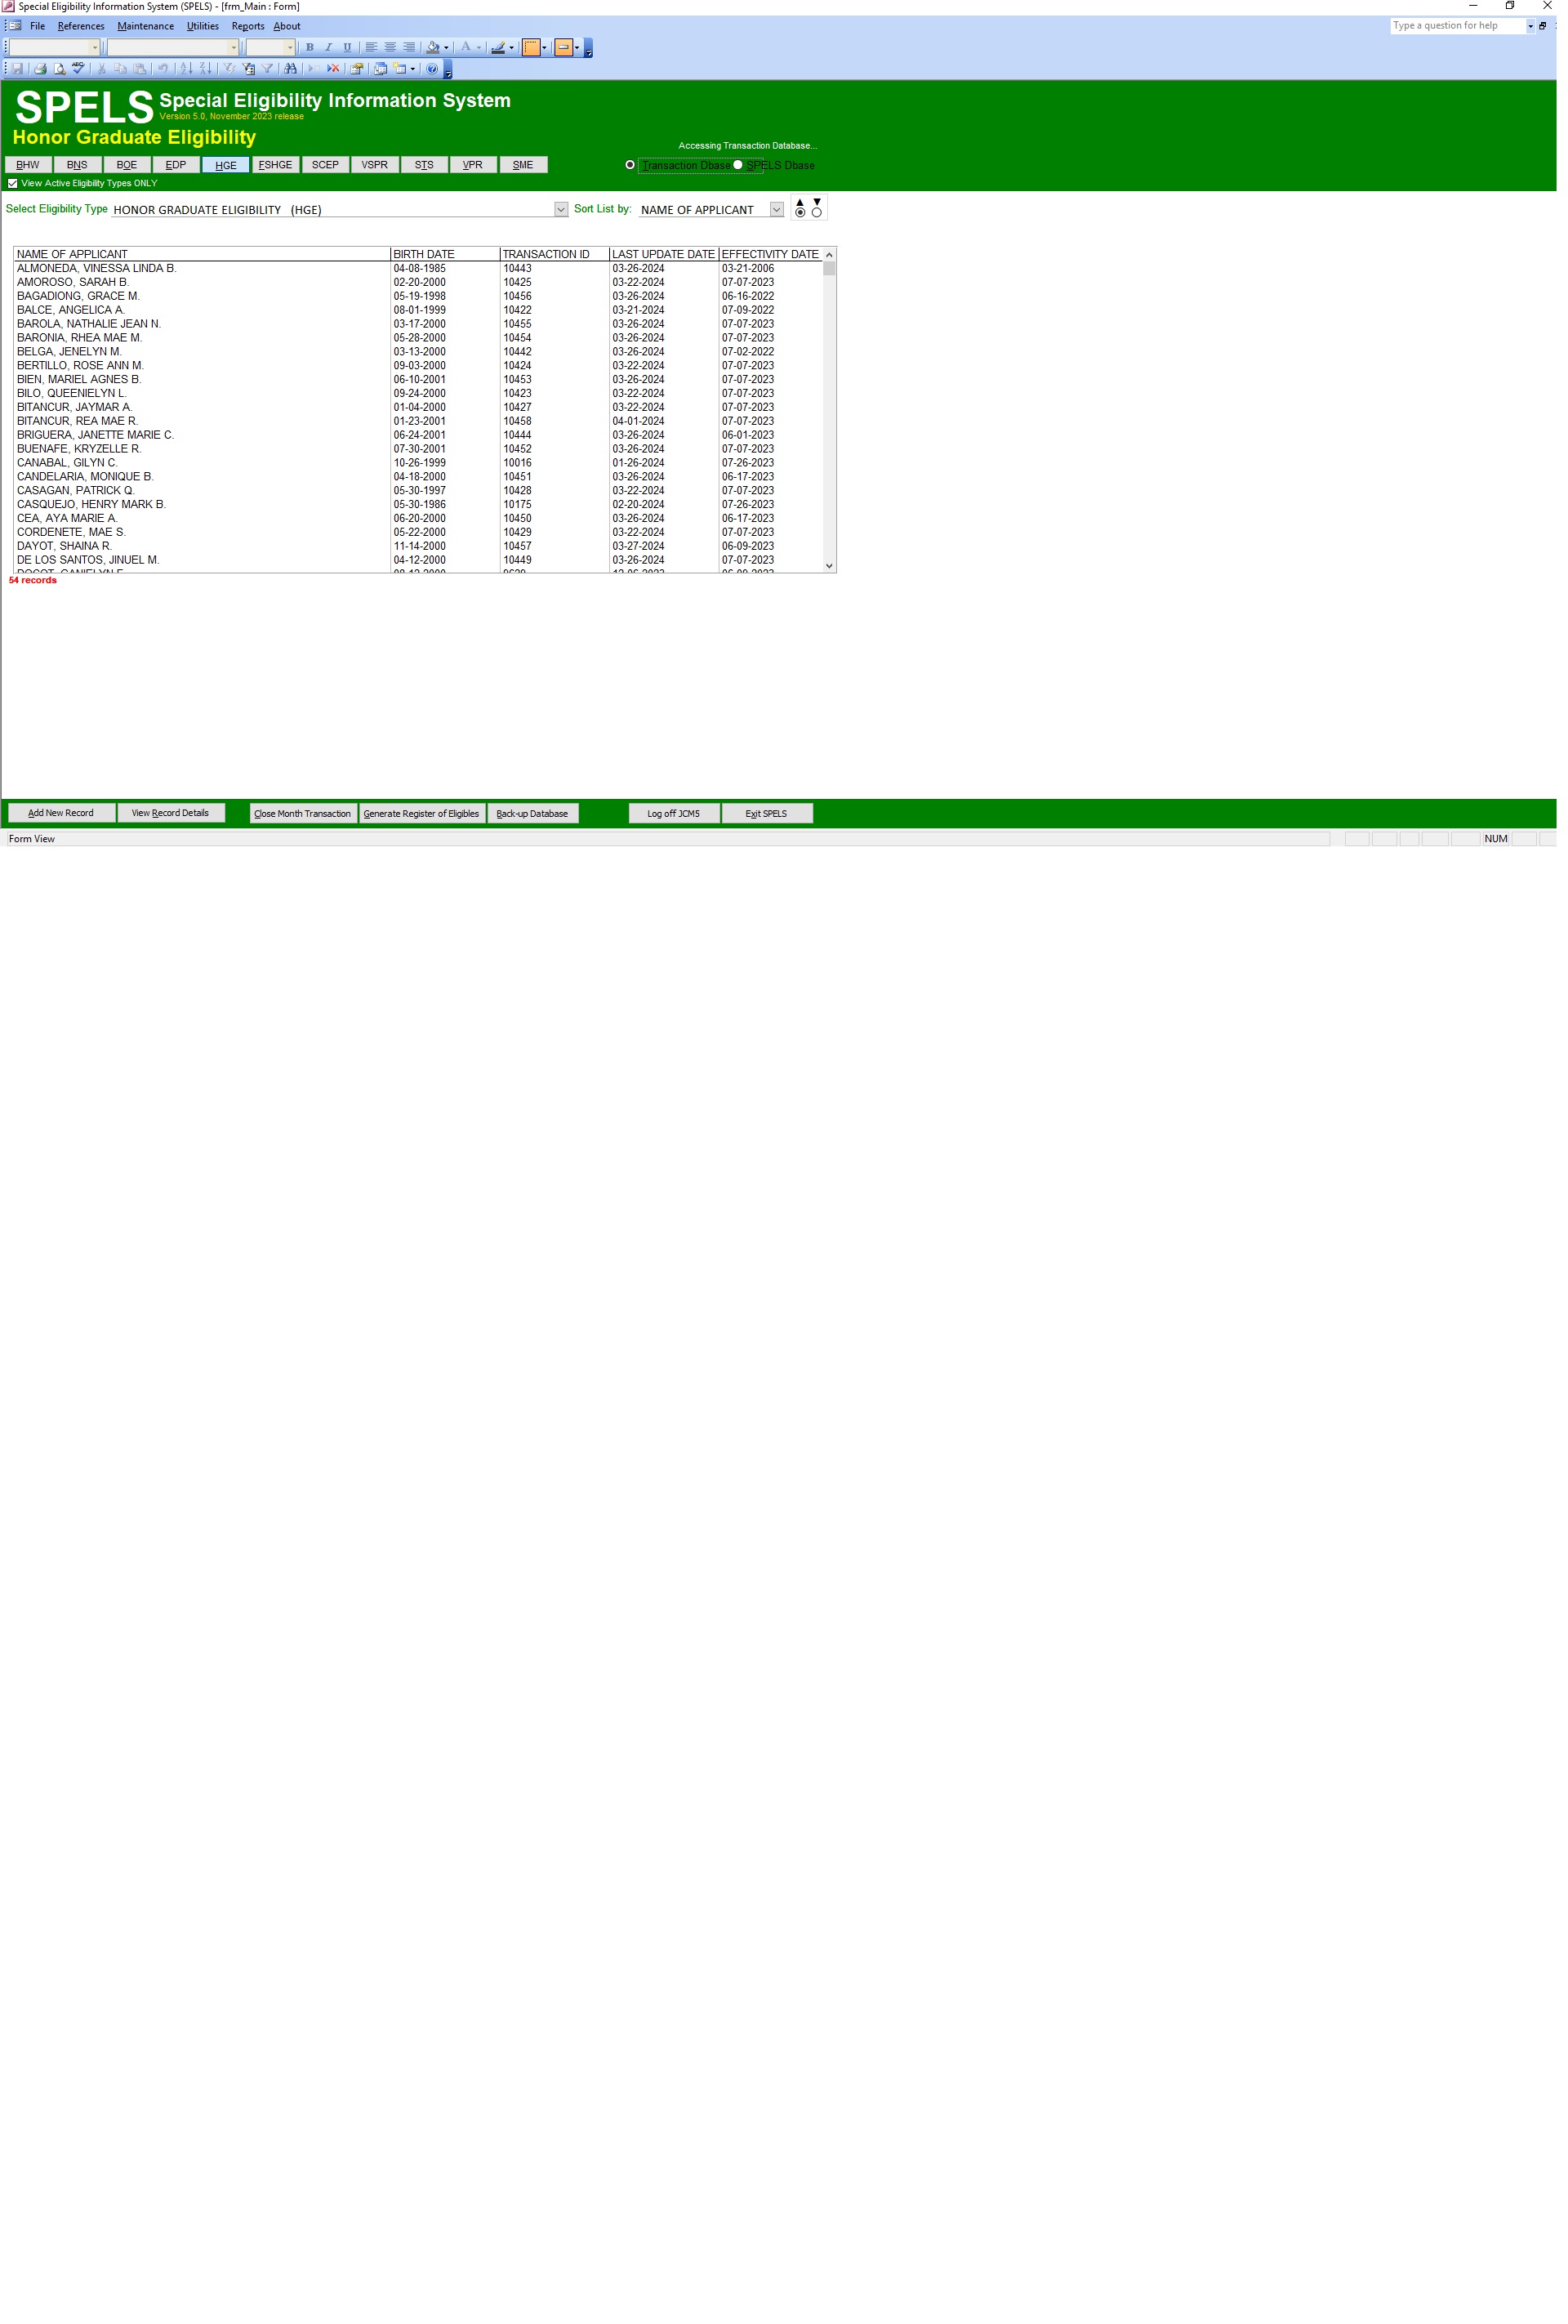 Special Eligibility Information System (SPELS) - [frm_Main : Form]
File References Maintenance Utilities Reports About Type a question for help
SPELS Special Eligibility Information System
Version 5.0, November 2023 release
Honor Graduate Eligibility
Accessing Transaction Database...
BHW BNS BOE EDP HGE FSHGE SCEP VSPR STS VPR SME Transaction Dbase SPELS Dbase
View Active Eligibility Types ONLY
Select Eligibility Type HONOR GRADUATE ELIGIBILITY (HGE) Sort List by: NAME OF APPLICANT
NAME OF APPLICANT BIRTH DATE TRANSACTION ID LAST UPDATE DATE EFFECTIVITY DATE
ALMONEDA, VINESSA LINDA B. 04-08-1985 10443 03-26-2024 03-21-2006
AMOROSO, SARAH B. 02-20-2000 10425 03-22-2024 07-07-2023
BAGADIONG, GRACE M. 05-19-1998 10456 03-26-2024 06-16-2022
BALCE, ANGELICA A. 08-01-1999 10422 03-21-2024 07-09-2022
BAROLA, NATHALIE JEAN N. 03-17-2000 10455 03-26-2024 07-07-2023
BARONIA, RHEA MAE M. 05-28-2000 10454 03-26-2024 07-07-2023
BELGA, JENELYN M. 03-13-2000 10442 03-26-2024 07-02-2022
BERTILLO, ROSE ANN M. 09-03-2000 10424 03-22-2024 07-07-2023
BIEN, MARIEL AGNES B. 06-10-2001 10453 03-26-2024 07-07-2023
BILO, QUEENIELYN L. 09-24-2000 10423 03-22-2024 07-07-2023
BITANCUR, JAYMAR A. 01-04-2000 10427 03-22-2024 07-07-2023
BITANCUR, REA MAE R. 01-23-2001 10458 04-01-2024 07-07-2023
BRIGUERA, JANETTE MARIE C. 06-24-2001 10444 03-26-2024 06-01-2023
BUENAFE, KRYZELLE R. 07-30-2001 10452 03-26-2024 07-07-2023
CANABAL, GILYN C. 10-26-1999 10016 01-26-2024 07-26-2023
CANDELARIA, MONIQUE B. 04-18-2000 10451 03-26-2024 06-17-2023
CASAGAN, PATRICK Q. 05-30-1997 10428 03-22-2024 07-07-2023
CASQUEJO, HENRY MARK B. 05-30-1986 10175 02-20-2024 07-26-2023
CEA, AYA MARIE A. 06-20-2000 10450 03-26-2024 06-17-2023
CORDENETE, MAE S. 05-22-2000 10429 03-22-2024 07-07-2023
DAYOT, SHAINA R. 11-14-2000 10457 03-27-2024 06-09-2023
DE LOS SANTOS, JINUEL M. 04-12-2000 10449 03-26-2024 07-07-2023
54 records
Add New Record View Record Details Close Month Transaction Generate Register of Eligibles Back-up Database Log off JCM5 Exit SPELS
Form View NUM